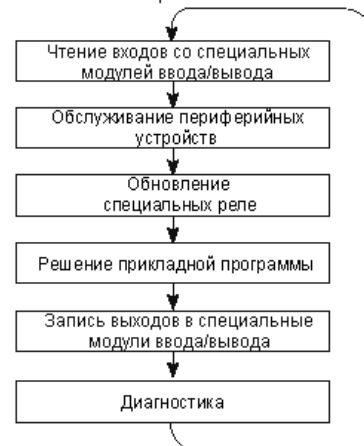 Чтение входов со специальных
модулей ввода/вывода
Обслуживание периферийных
устройств
Обновление
специальных реле
Решение прикладной программы
Запись выходов в специальные
модули ввода/вывода
Диагностика